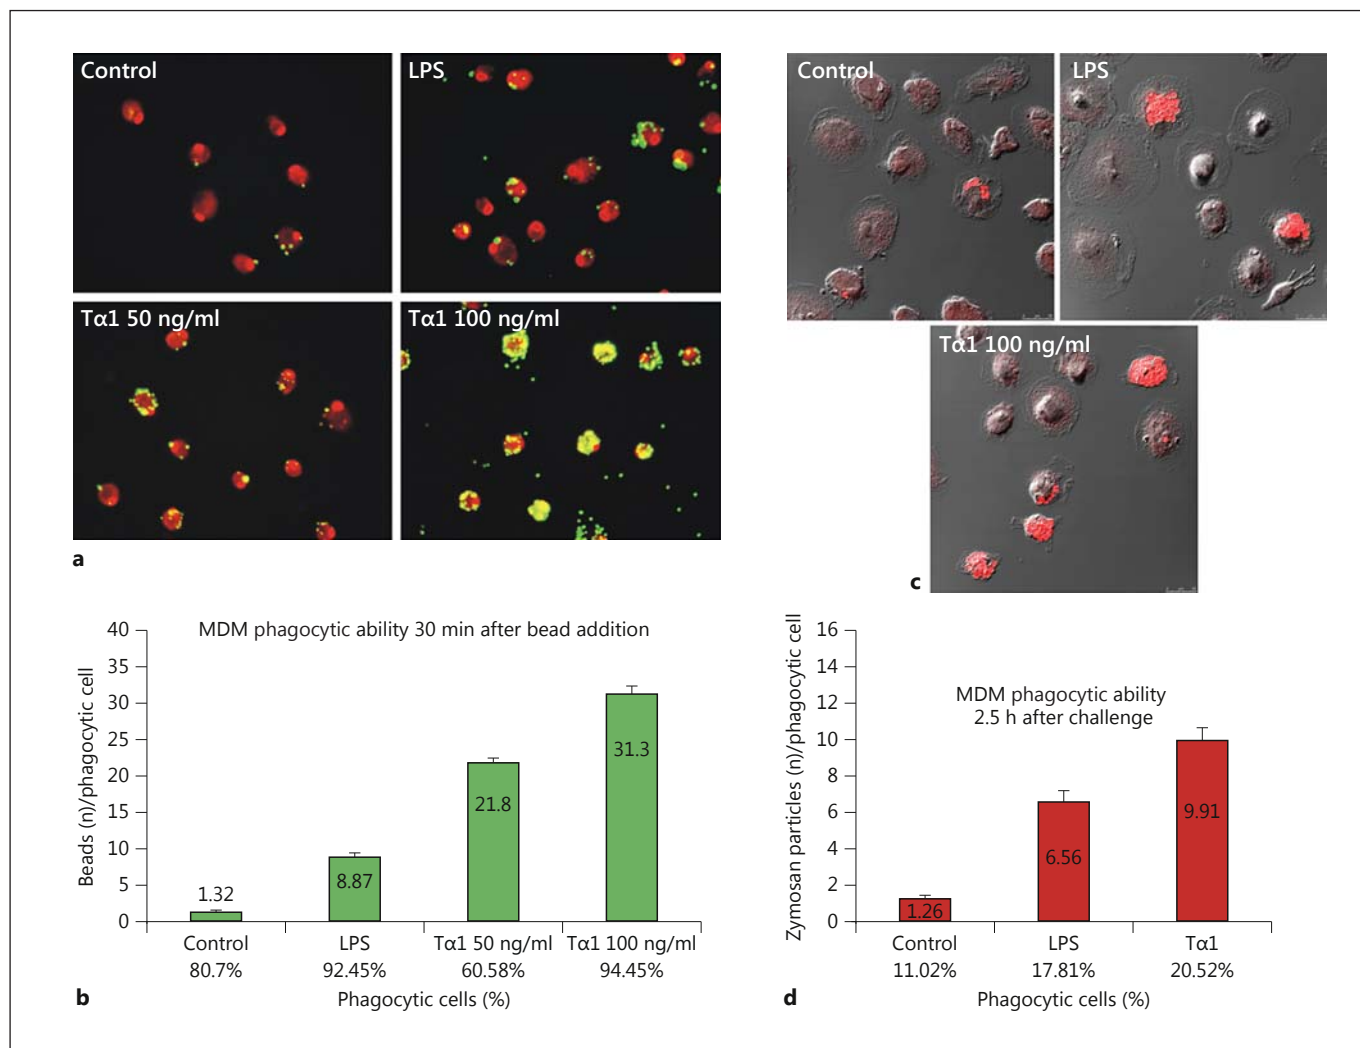 Control
LPS
Tα1 50 ng/ml
Tα1 100 ng/ml
a
Control
LPS
Tα1 100 ng/ml
c
MDM phagocytic ability 30 min after bead addition
Beads (n)/phagocytic cell
40
35
30
25
20
15
10
5
0
1.32
8.87
21.8
31.3
Control
LPS
Tα1 50 ng/ml
Tα1 100 ng/ml
80.7%
92.45%
60.58%
94.45%
Phagocytic cells (%)
b
MDM phagocytic ability
2.5 h after challenge
Zymosan particles (n)/phagocytic cell
16
14
12
10
8
6
4
2
0
1.26
6.56
9.91
Control
LPS
Tα1
11.02%
17.81%
20.52%
Phagocytic cells (%)
d